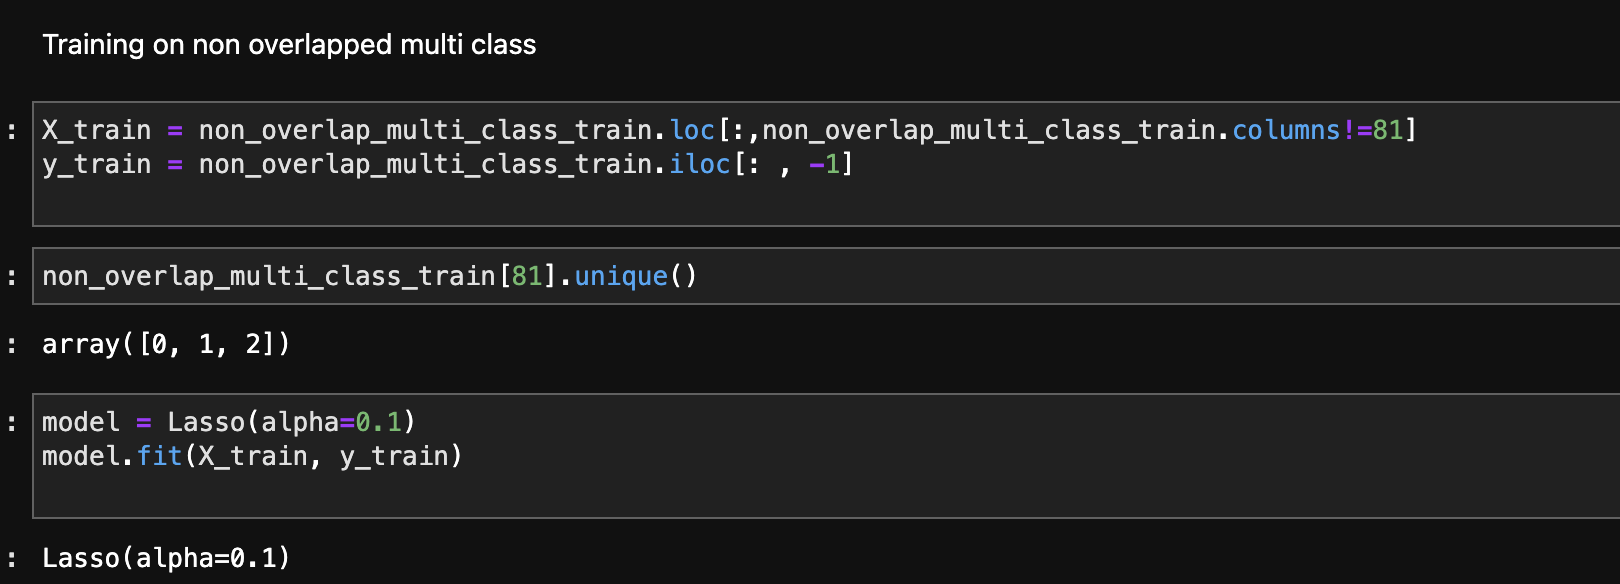 Training on non overlapped multi class
: X_train = non_overlap_multi_class_train.loc[:,non_overlap_multi_class_train.columns!=81]
y_train = non_overlap_multi_class_train.iloc[: , -1]
: non_overlap_multi_class_train[81].unique()
: array([0, 1, 2])
: model = Lasso(alpha=0.1)
model.fit(X_train, y_train)
: Lasso(alpha=0.1)